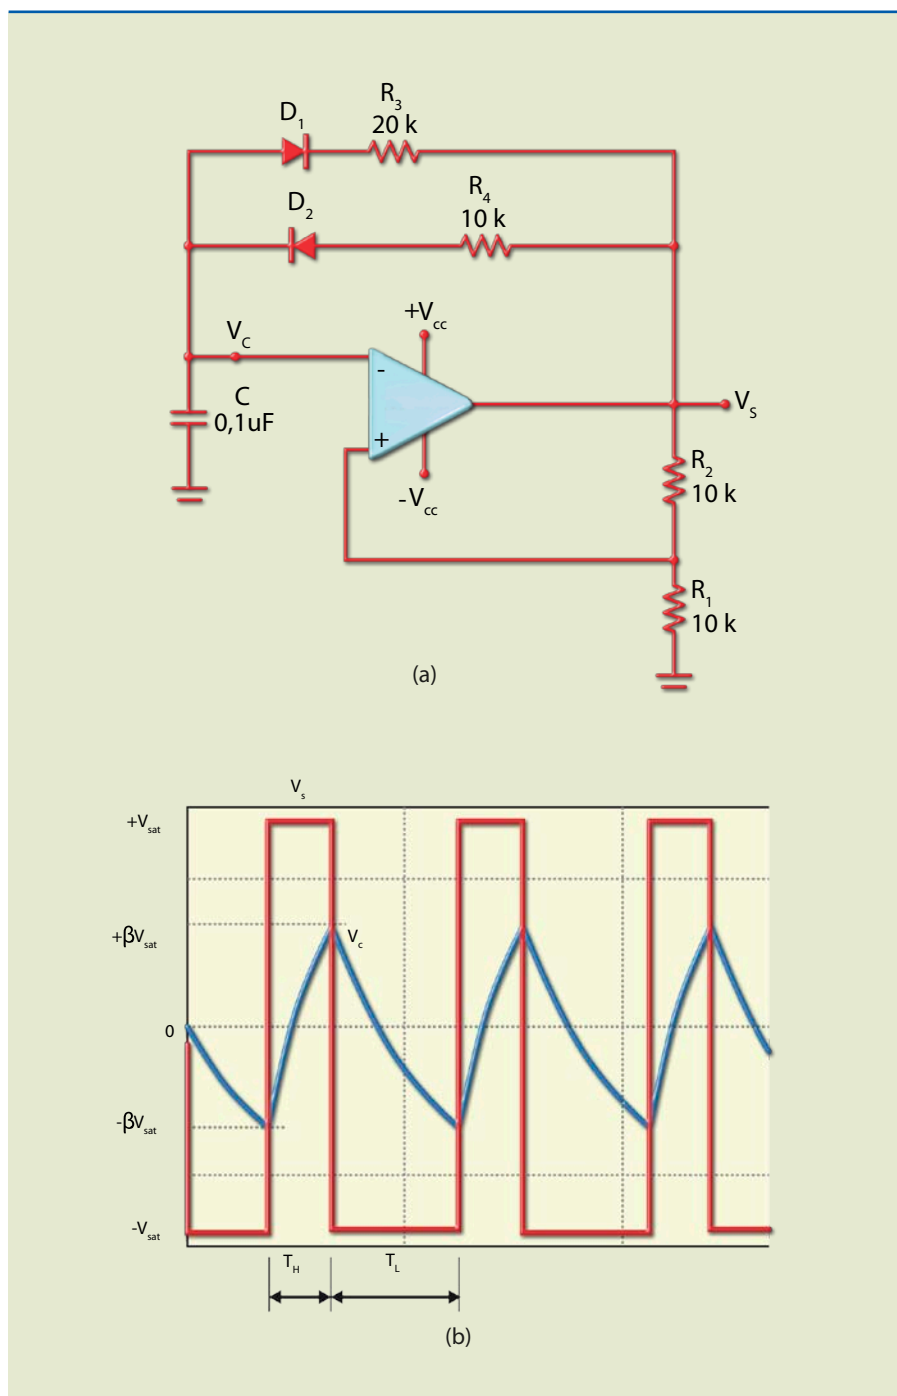 R3
20 k
D1
R4
10 k
D2
+Vcc
VC
-
C
0,1uF
VS
+
R2
10 k
-Vcc
R1
10 k
(a)
Vs
+Vsat
+βVsat
Vc
0
-βVsat
-Vsat
TH
TL
(b)